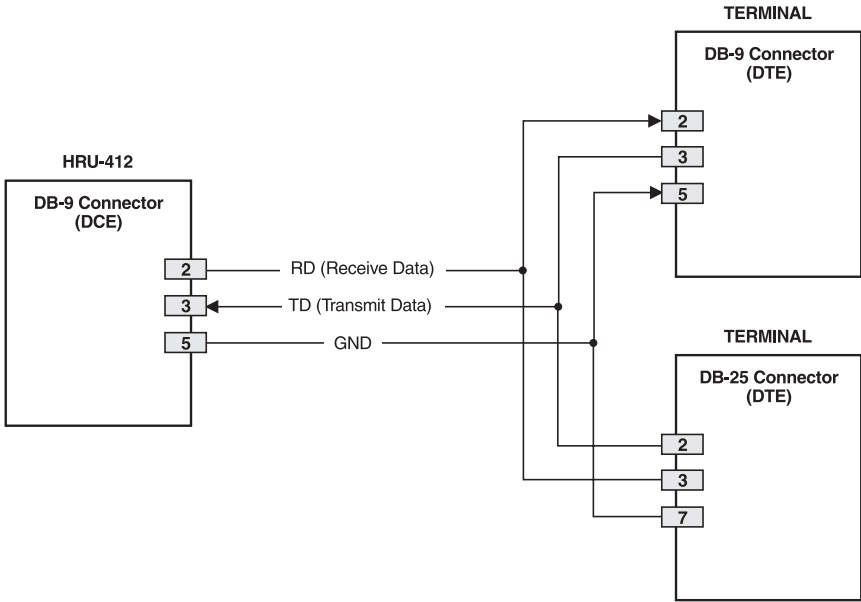 TERMINAL
DB-9 Connector
(DTE)
2
3
5
HRU-412
DB-9 Connector
(DCE)
2
RD (Receive Data)
3
TD (Transmit Data)
5
GND
TERMINAL
DB-25 Connector
(DTE)
2
3
7